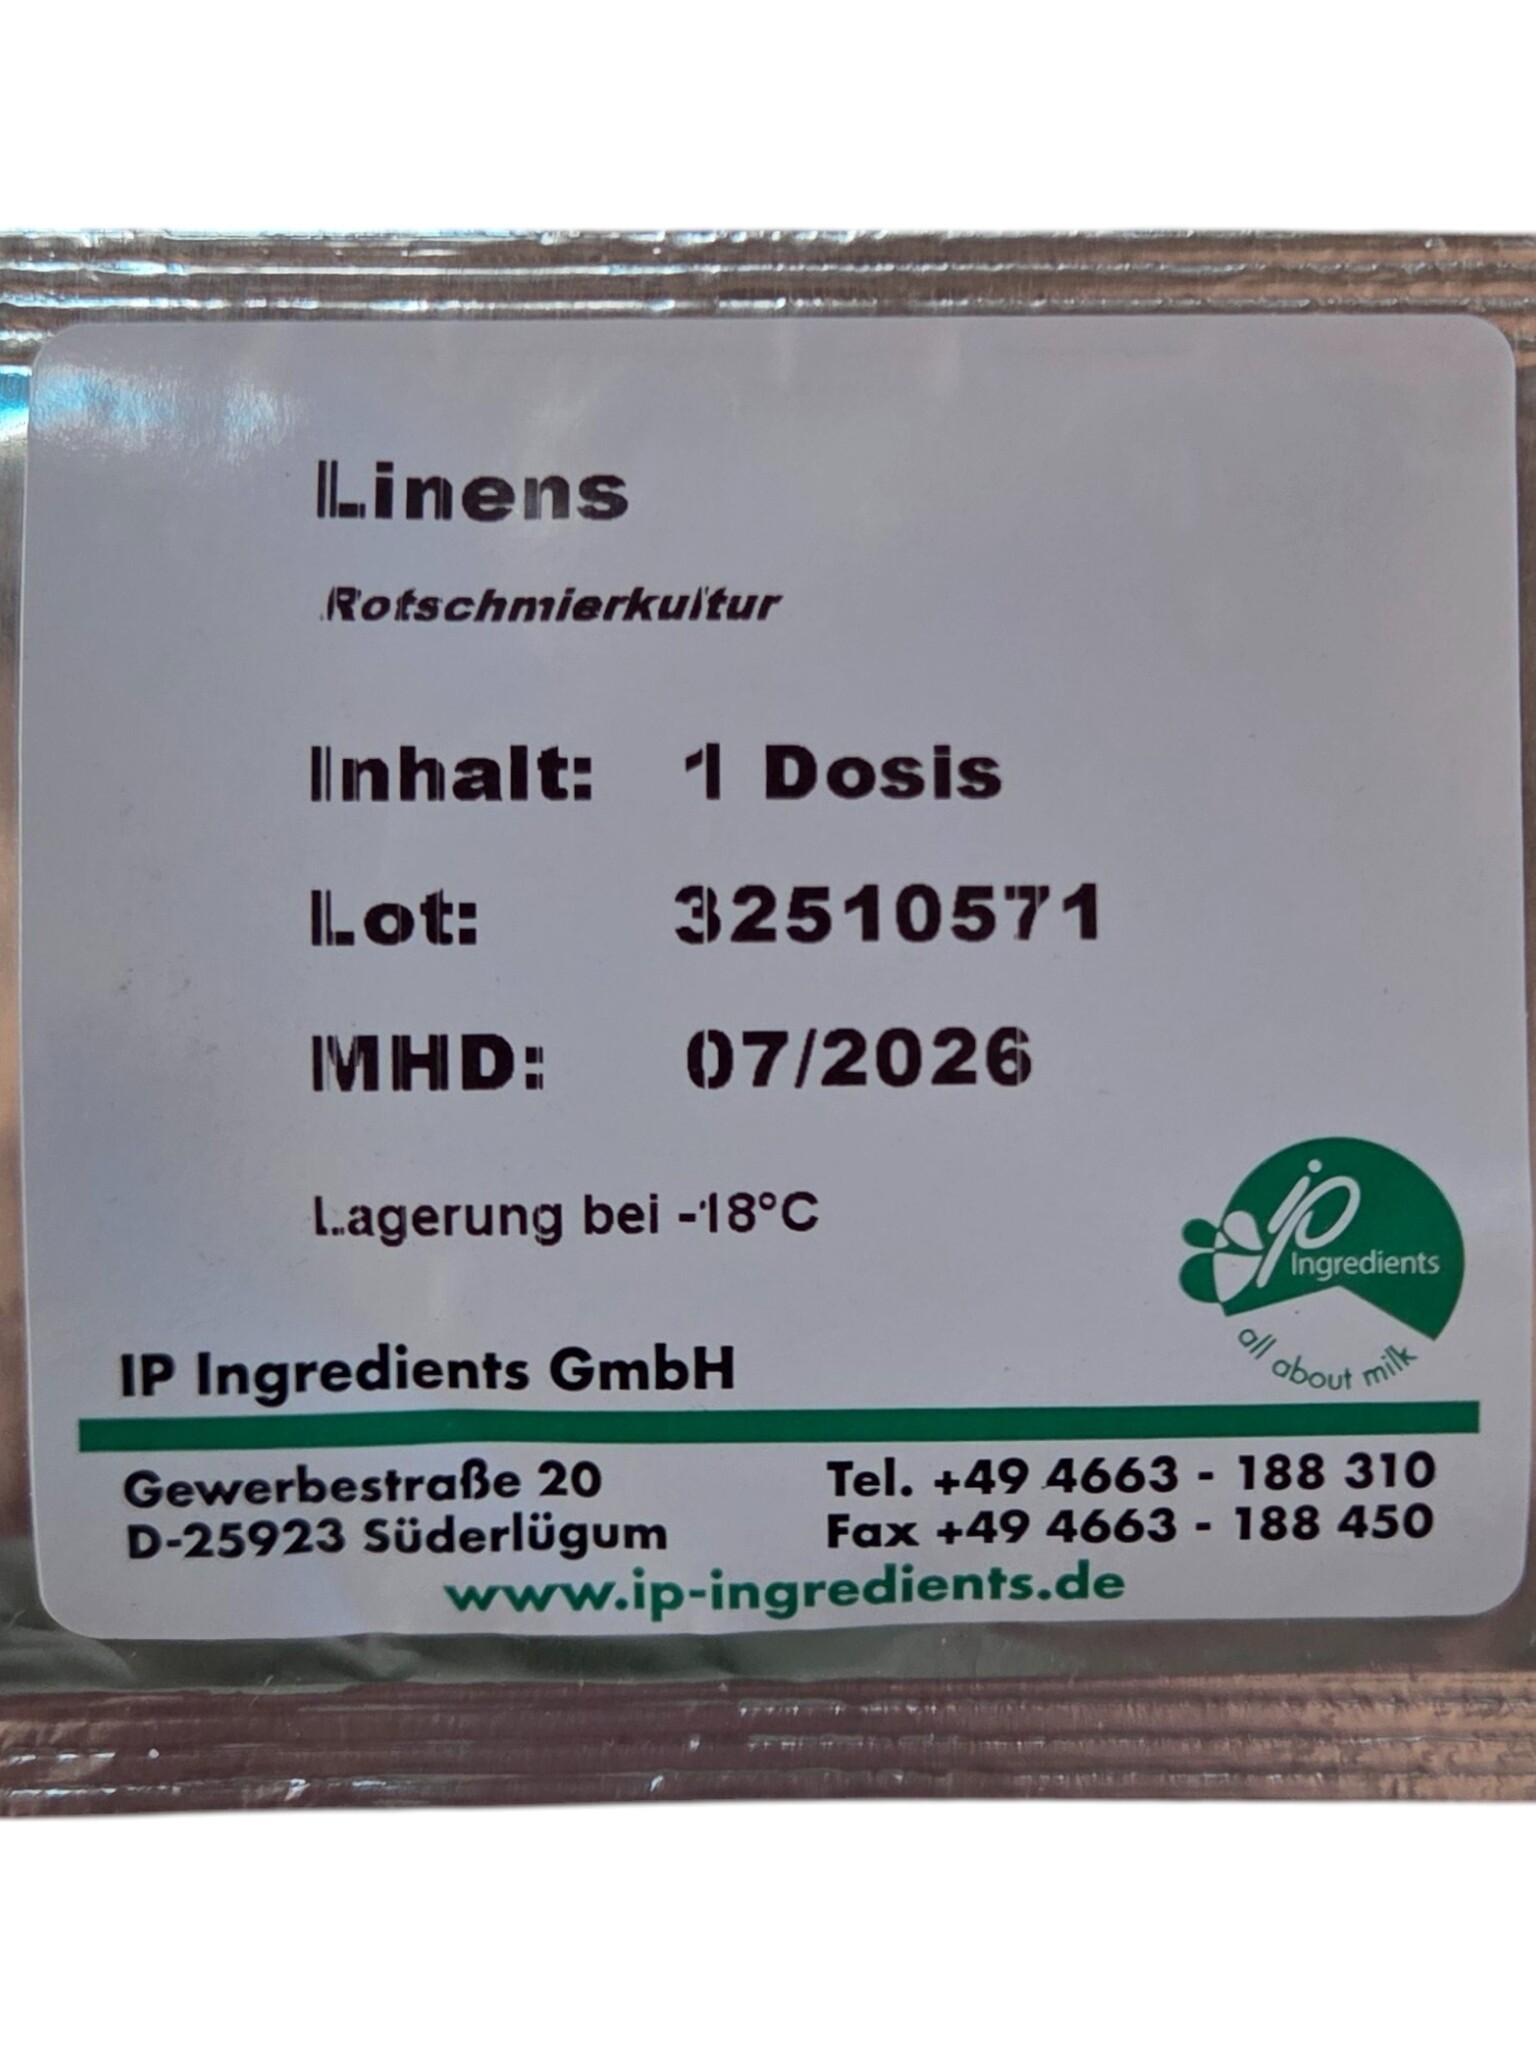 Linens
Rotschmierkultur
Inhalt: 1 Dosis
Lot: 32510571
MHD: 07/2026
Lagerung bei -18°C
ip
Ingredients
all about milk
IP Ingredients GmbH
Gewerbestraße 20 Tel. +49 4663 - 188 310
D-25923 Süderlügum Fax +49 4663 - 188 450
www.ip-ingredients.de